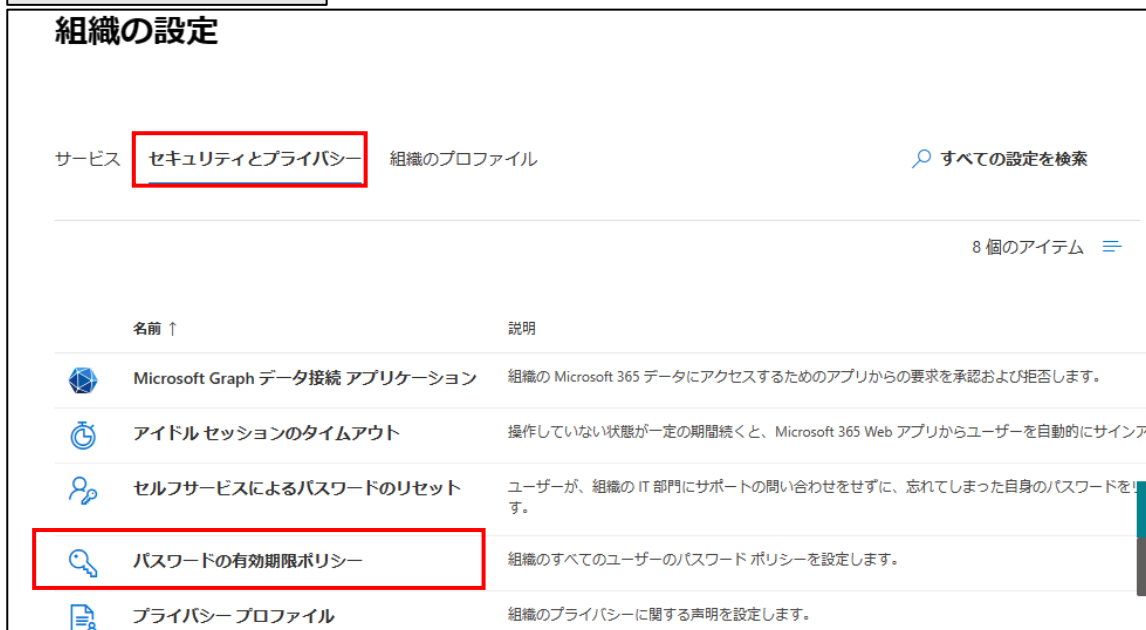 組織の設定
サービス セキュリティとプライバシー 組織のプロファイル すべての設定を検索
8 個のアイテム
名前 ↑ 説明
Microsoft Graph データ接続 アプリケーション 組織の Microsoft 365 データにアクセスするためのアプリからの要求を承認および拒否します。
アイドル セッションのタイムアウト 操作していない状態が一定の期間続くと、Microsoft 365 Web アプリからユーザーを自動的にサインア
セルフサービスによるパスワードのリセット ユーザーが、組織の IT 部門にサポートの問い合わせをせずに、忘れてしまった自身のパスワードを
す。
パスワードの有効期限ポリシー 組織のすべてのユーザーのパスワード ポリシーを設定します。
プライバシー プロファイル 組織のプライバシーに関する声明を設定します。